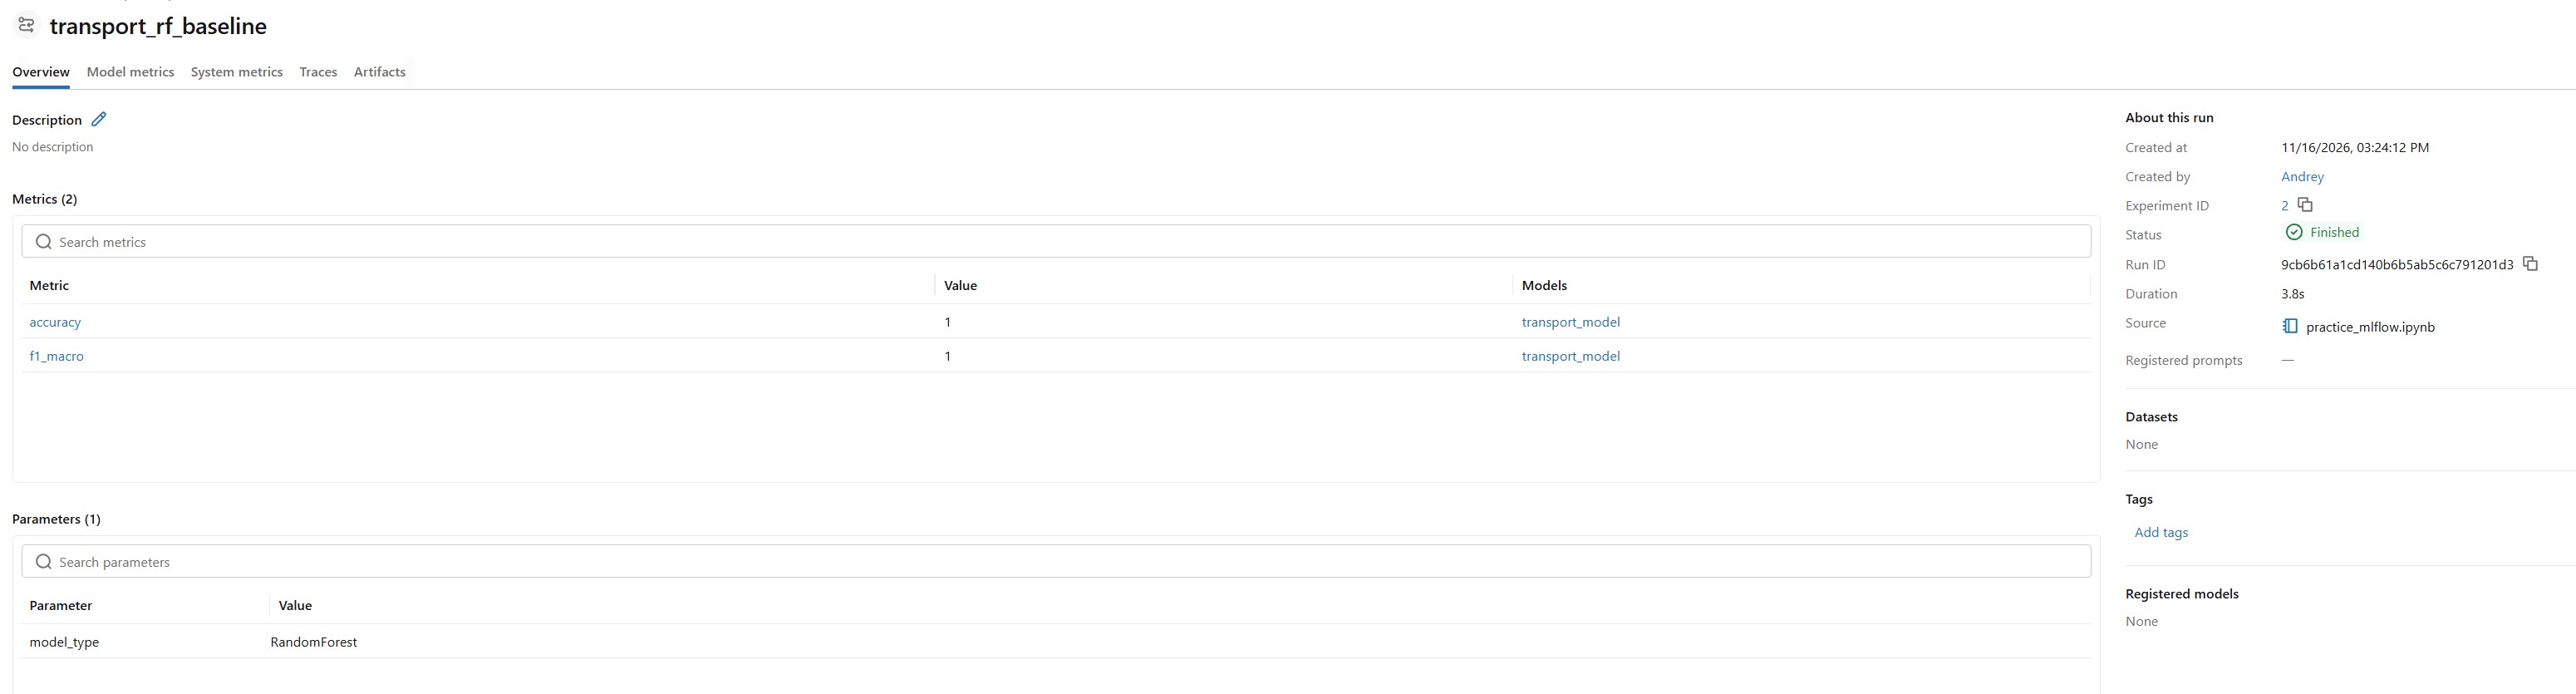 transport_rf_baseline
Overview Model metrics System metrics Traces Artifacts
Description
No description
Metrics (2)
Search metrics
Metric Value Models
accuracy 1 transport_model
f1_macro 1 transport_model
Parameters (1)
Search parameters
Parameter Value
model_type RandomForest
About this run
Created at 11/16/2026, 03:24:12 PM
Created by Andrey
Experiment ID 2
Status Finished
Run ID 9cb6b61a1cd140b6b5ab5c6c791201d3
Duration 3.8s
Source practice_mlflow.ipynb
Registered prompts —
Datasets
None
Tags
Add tags
Registered models
None